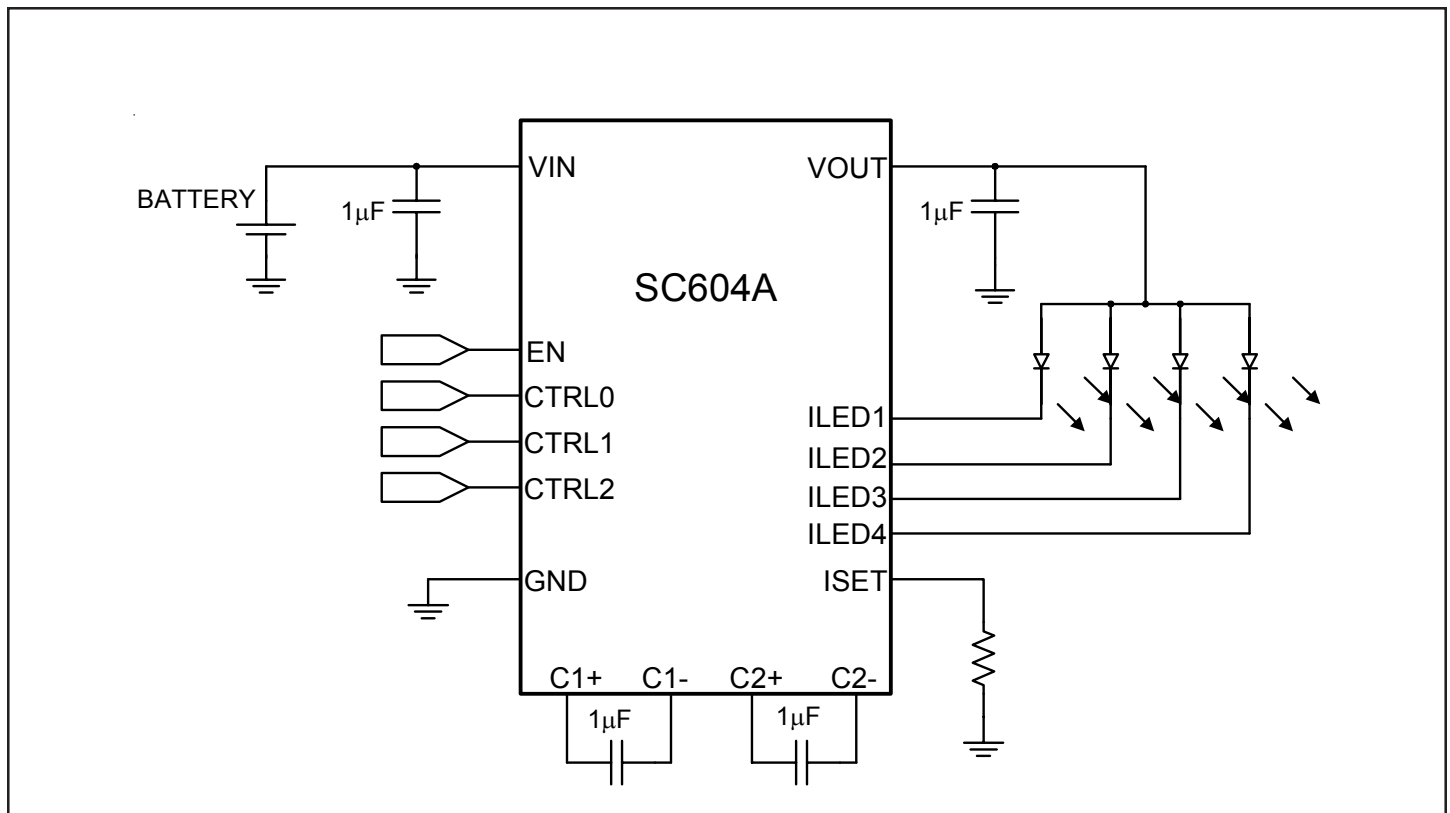 VIN
VOUT
BATTERY
1μF
1μF
SC604A
EN
CTRL0
CTRL1
CTRL2
ILED1
ILED2
ILED3
ILED4
GND
ISET
C1+
C1-
C2+
C2-
1μF
1μF